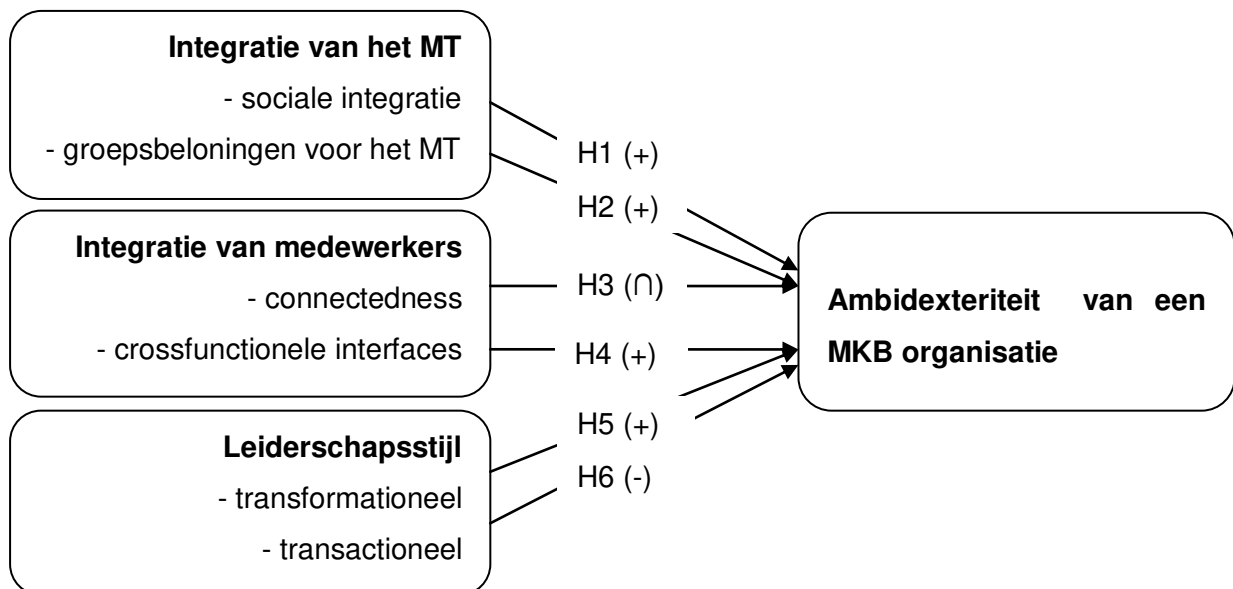 Integratie van het MT
- sociale integratie
- groepsbeloningen voor het MT
Integratie van medewerkers
- connectedness
- crossfunctionele interfaces
Leiderschapsstijl
- transformationeel
- transactioneel
H1 (+)
H2 (+)
H3 (∩)
H4 (+)
H5 (+)
H6 (-)
Ambidexteriteit van een
MKB organisatie